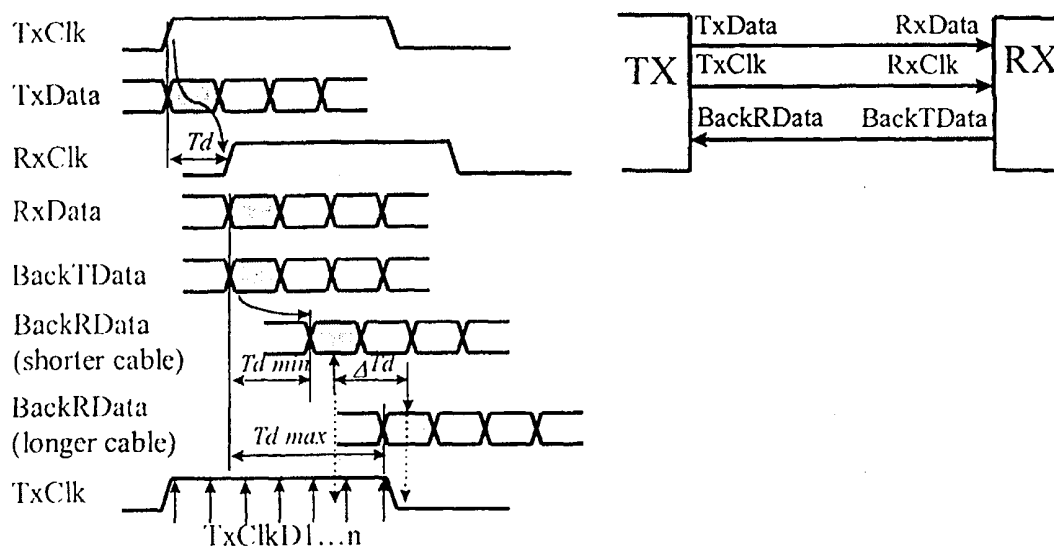 TxClk
TxData
Td
RxClk
RxData
BackTData
BackRData
(shorter cable)
Td min
ΔTd
BackRData
(longer cable)
Td max
TxClk
TxClkD1...n
TX
TxData
RxData
TxClk
RxClk
BackRData
BackTData
RX